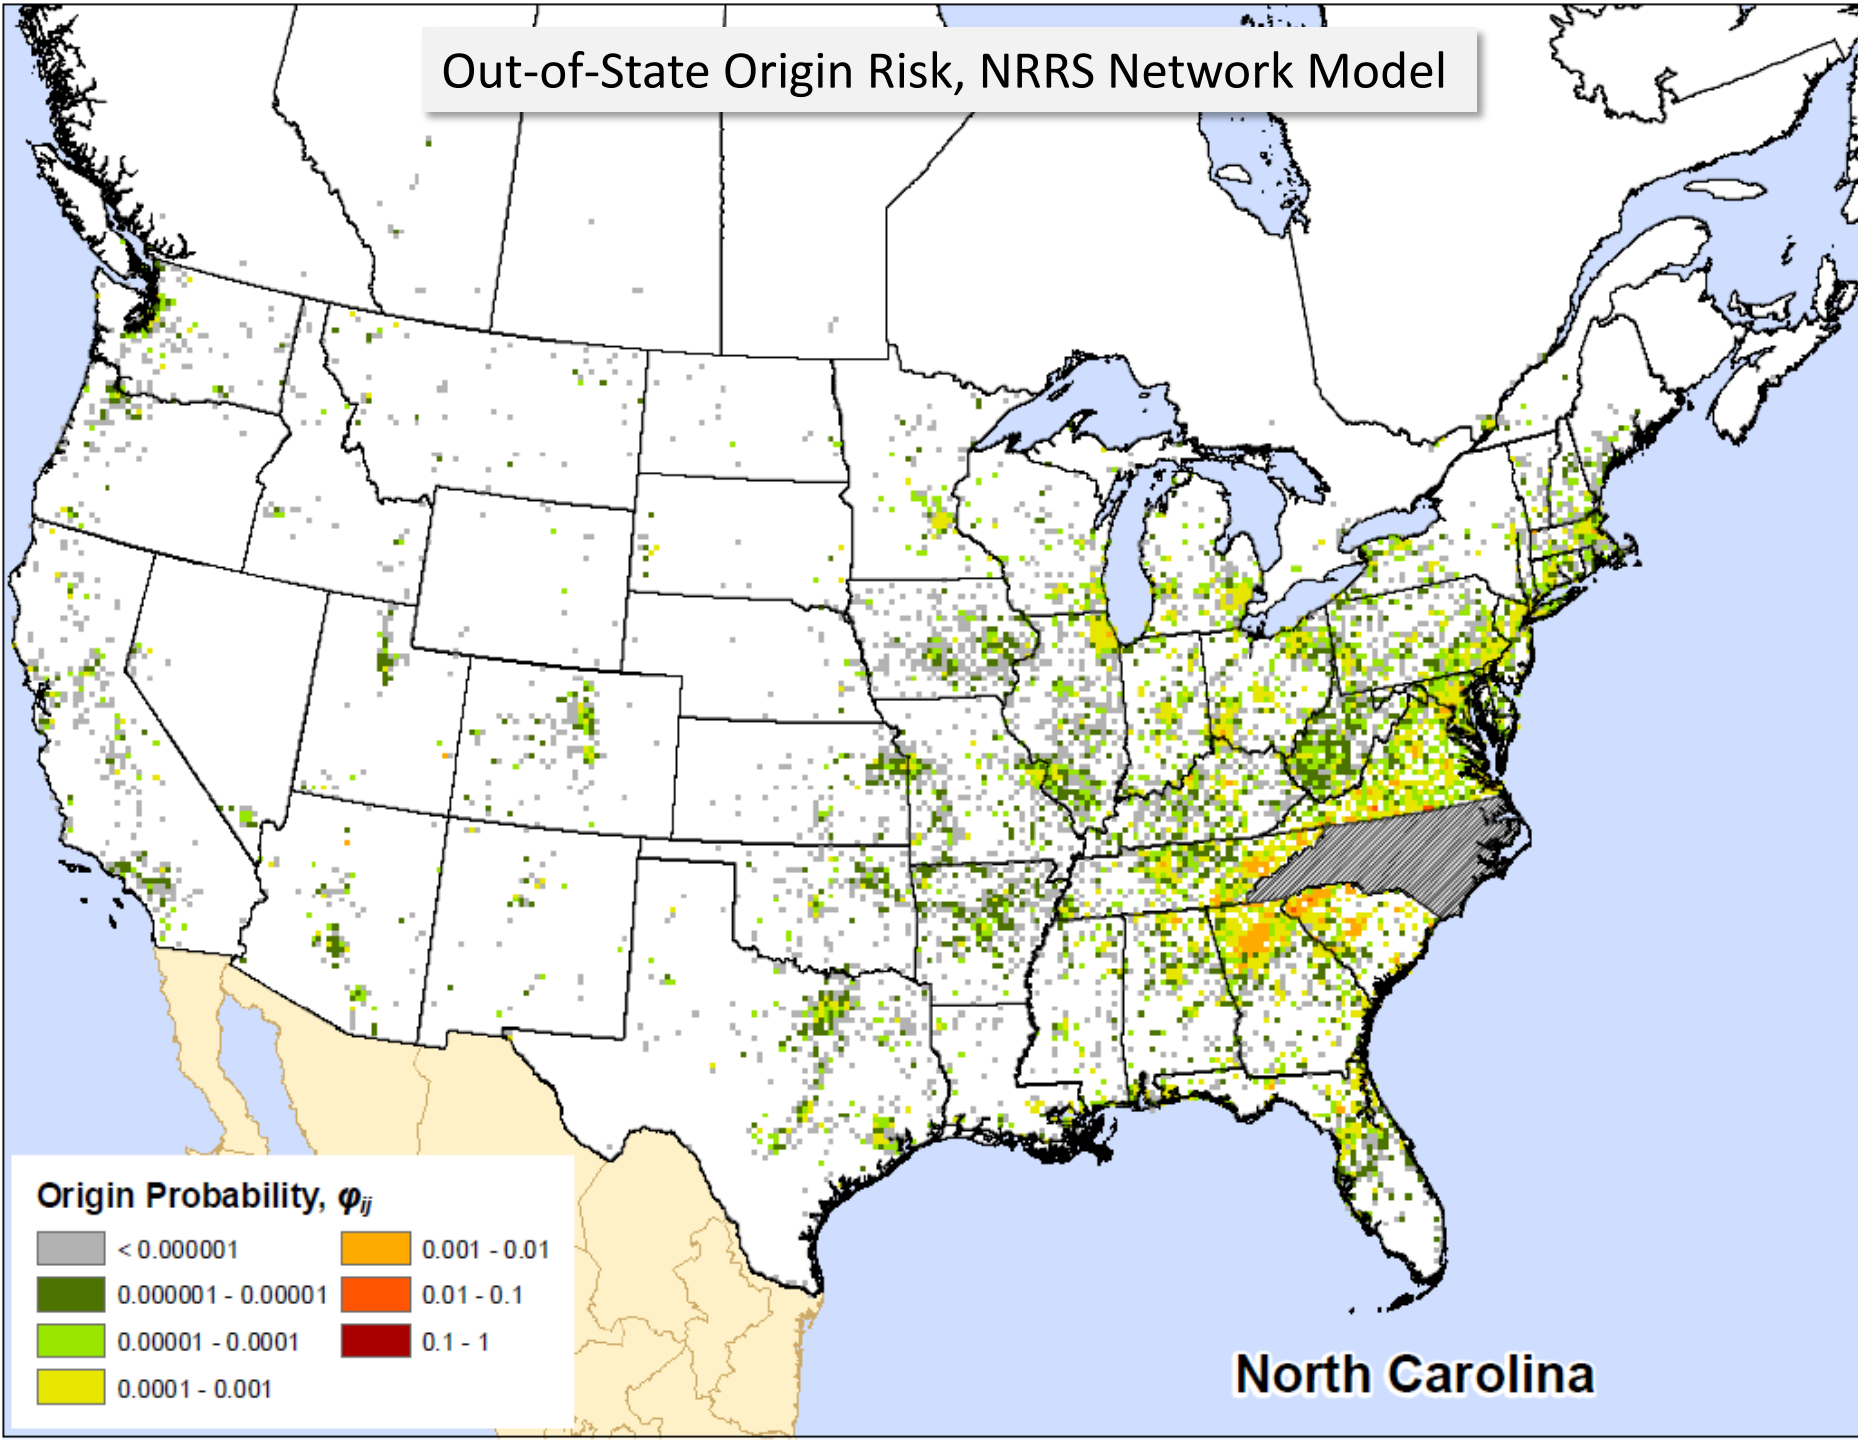 Out-of-State Origin Risk, NRRS Network Model
Origin Probability, φij
< 0.000001
0.000001 - 0.00001
0.00001 - 0.0001
0.0001 - 0.001
0.001 - 0.01
0.01 - 0.1
0.1 - 1
North Carolina